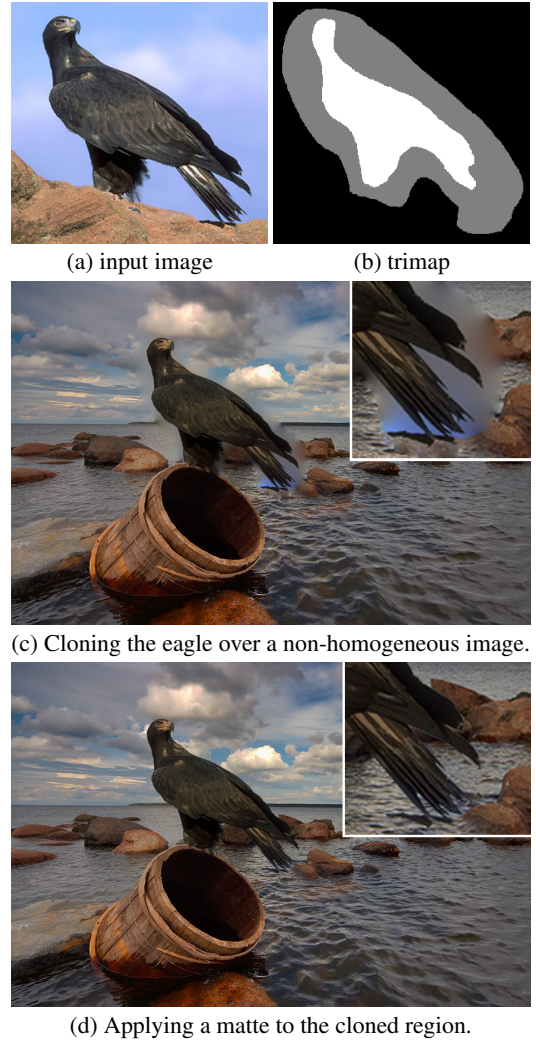 (a) input image
(b) trimap
(c) Cloning the eagle over a non-homogeneous image.
(d) Applying a matte to the cloned region.